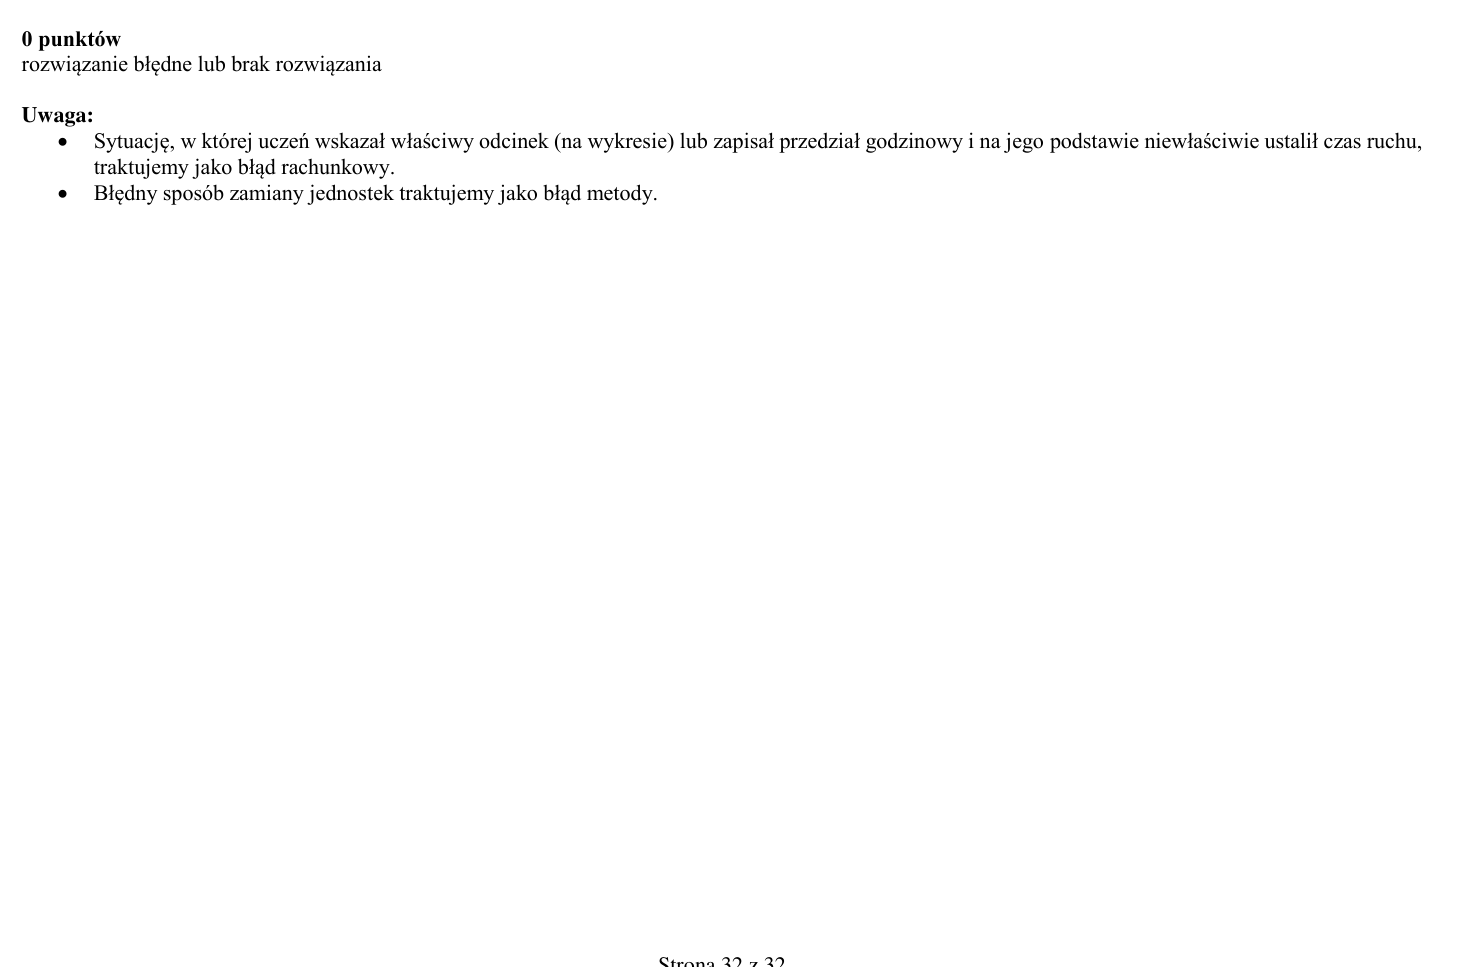 0 punktów
rozwiązanie błędne lub brak rozwiązania
Uwaga:
• Sytuację, w której uczeń wskazał właściwy odcinek (na wykresie) lub zapisał przedział godzinowy i na jego podstawie niewłaściwie ustalił czas ruchu,
traktujemy jako błąd rachunkowy.
• Błędny sposób zamiany jednostek traktujemy jako błąd metody.
Strona 32 z 32